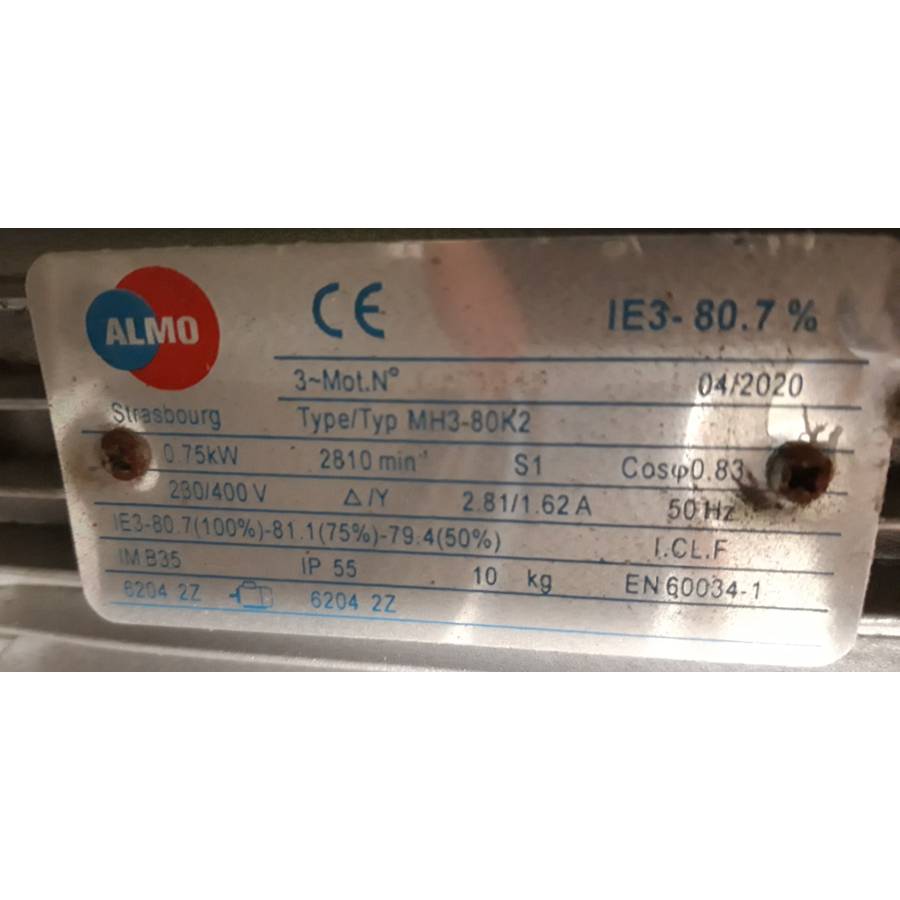 ALMO
CE
IE3-80.7 %
3~Mot.Nº 04/2020
Strasbourg Type/Typ MH3-80K2
0.75kW 2810 min⁻¹ S1 Cosφ0.83
230/400 V Δ/Y 2.81/1.62 A 50 Hz
IE3-80.7(100%)-81.1(75%)-79.4(50%) I.CL.F
IM B35 IP 55 10 kg EN 60034-1
6204 2Z 6204 2Z